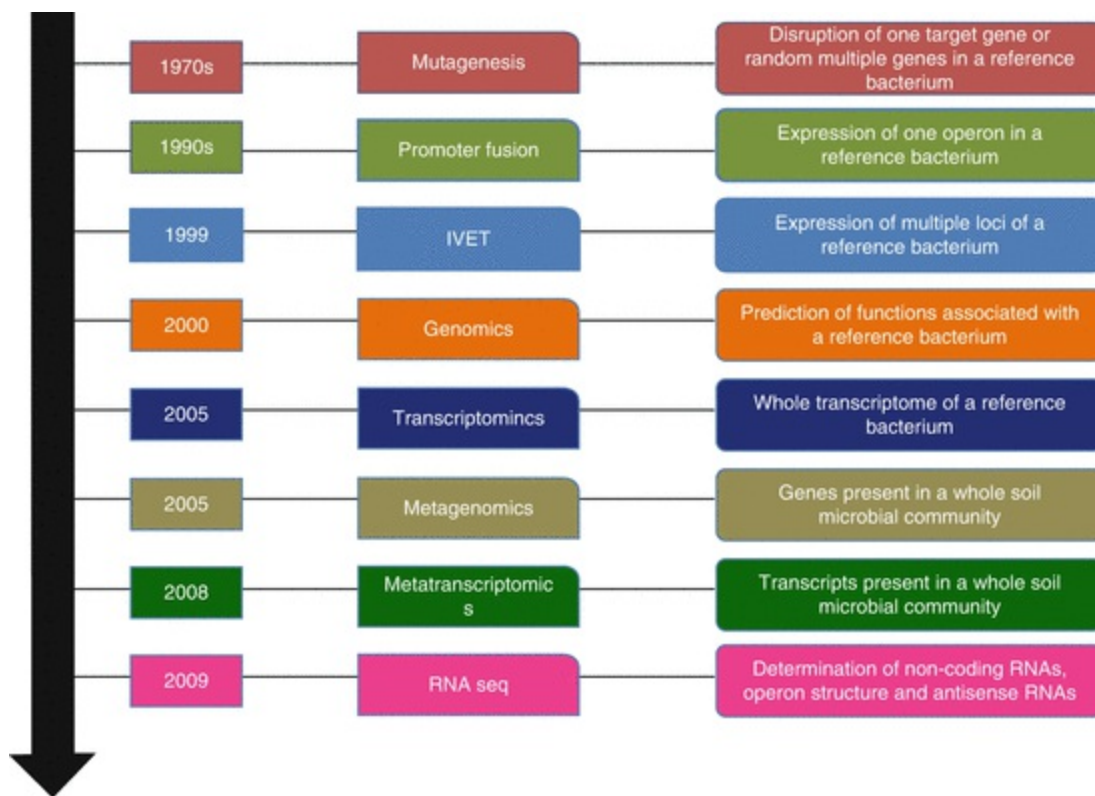 1970s
Mutagenesis
Disruption of one target gene or
random multiple genes in a reference
bacterium
1990s
Promoter fusion
Expression of one operon in a
reference bacterium
1999
IVET
Expression of multiple loci of a
reference bacterium
2000
Genomics
Prediction of functions associated with
a reference bacterium
2005
Transcriptomincs
Whole transcriptome of a reference
bacterium
2005
Metagenomics
Genes present in a whole soil
microbial community
2008
Metatranscriptomic
s
Transcripts present in a whole soil
microbial community
2009
RNA seq
Determination of non-coding RNAs,
operon structure and antisense RNAs